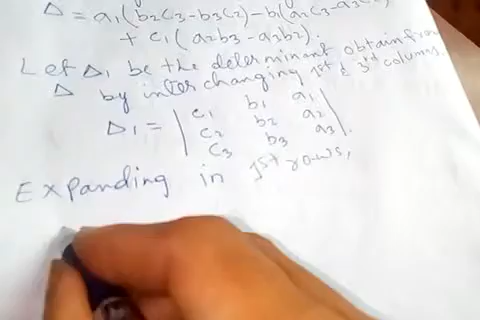 Δ = a1(b2c3-b3c2)-b1(a2c3-a3c2)
+ c1(a2b3-a3b2).
Let Δ1 be the determinant obtain from
Δ by interchanging 1st & 3rd columns.
Δ1 = | c1 b1 a1 |
c2 b2 a2
c3 b3 a3 .
Expanding in 1st rows,